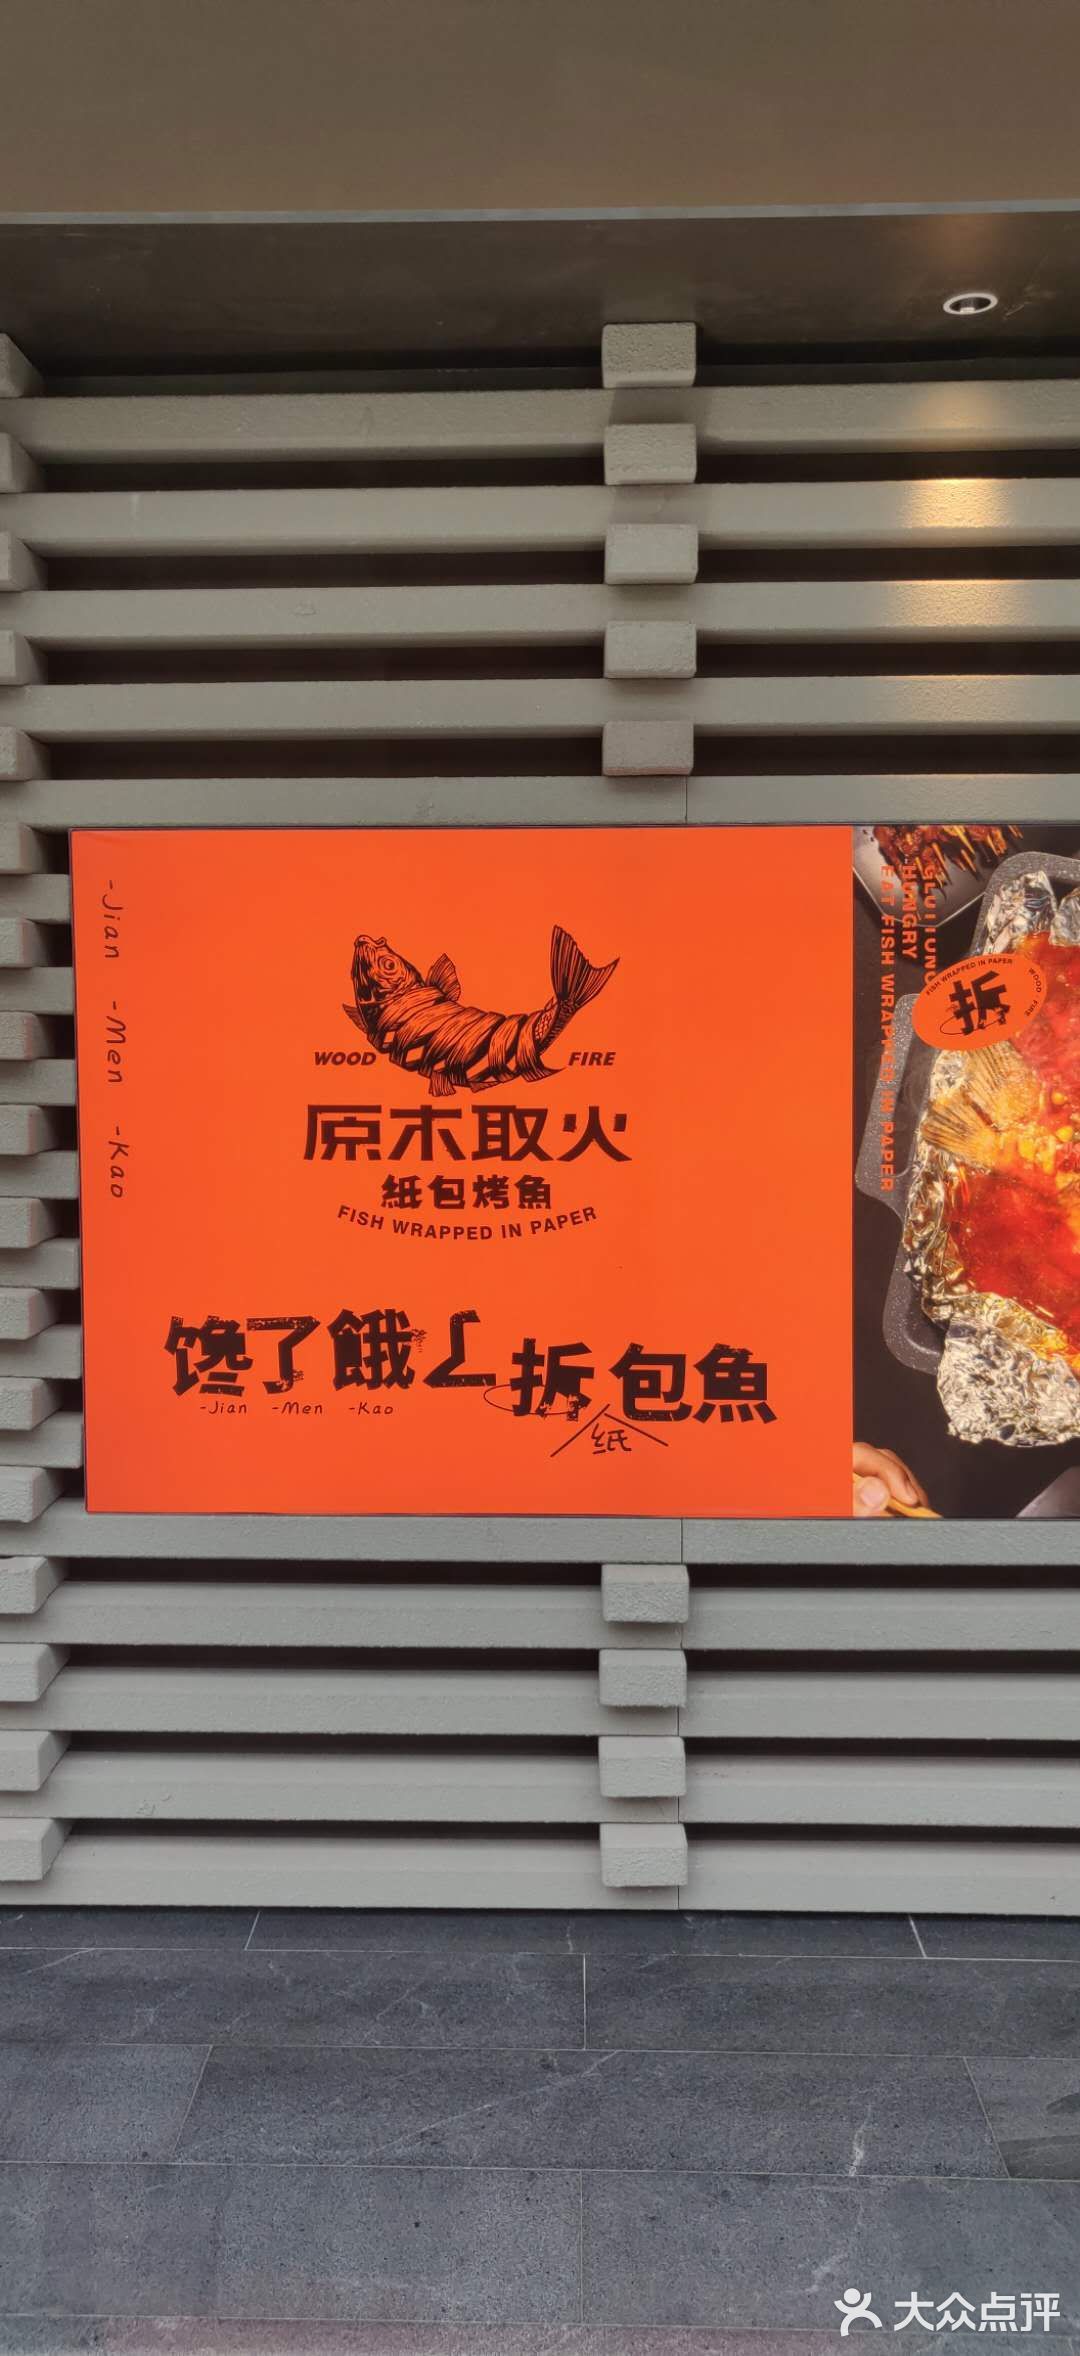 -Jian -Men -Kao
WOOD FIRE
原木取火
紙包烤魚
FISH WRAPPED IN PAPER
馋了餓了
拆包魚
纸
-Jian -Men -Kao
HUNGRY
EAT FISH WRAPPER IN PAPER
FISH WRAPPED IN PAPER
WOOD FIRE
拆
大众点评